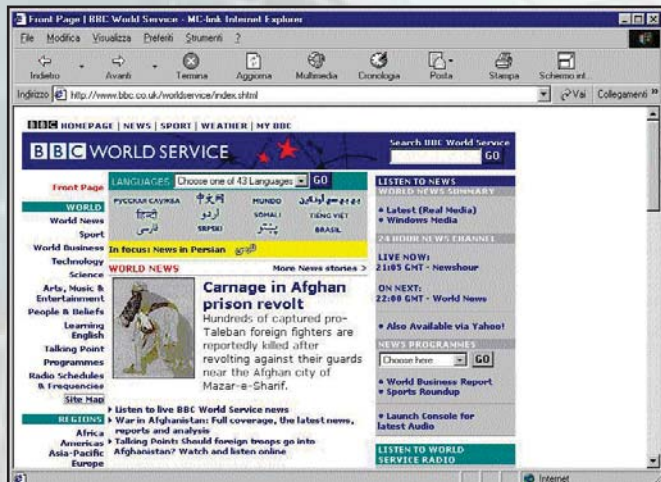 Front Page | BBC World Service - MC-link Internet Explorer
File Modifica Visualizza Preferiti Strumenti ?
Indietro Avanti Termina Aggiorna Multimedia Cronologia Posta Stampa Schermo int...
Indirizzo http://www.bbc.co.uk/worldservice/index.shtml Vai Collegamenti »
BBC HOMEPAGE | NEWS | SPORT | WEATHER | MY BBC
BBC WORLD SERVICE
Search BBC World Service
GO
Front Page
WORLD
World News
Sport
World Business
Technology
Science
Arts, Music &
Entertainment
People & Beliefs
Learning
English
Talking Point
Programmes
Radio Schedules
& Frequencies
Site Map
REGIONS
Africa
Americas
Asia-Pacific
Europe
LANGUAGES Choose one of 43 Languages GO
РУССКАЯ СЛУЖБА 中文网 MUNDO
हिन्दी اردو SOMALI TIẾNG VIỆT
فارسى SRPSKI پښتو BRASIL
In focus: News in Persian فارسى
WORLD NEWS More News stories >
Carnage in Afghan
prison revolt
Hundreds of captured pro-
Taleban foreign fighters are
reportedly killed after
revolting against their guards
near the Afghan city of
Mazar-e-Sharif.
Listen to live BBC World Service news
War in Afghanistan: Full coverage, the latest news,
reports and analysis
Talking Point: Should foreign troops go into
Afghanistan? Watch and listen online
LISTEN TO NEWS
WORLD NEWS SUMMARY
Latest (Real Media)
Windows Media
24 HOUR NEWS CHANNEL
LIVE NOW:
21:05 GMT - Newshour
ON NEXT:
22:00 GMT - World News
Also Available via Yahoo!
NEWS PROGRAMMES
Choose here GO
World Business Report
Sports Roundup
Launch Console for
latest Audio
LISTEN TO WORLD
SERVICE RADIO
Internet